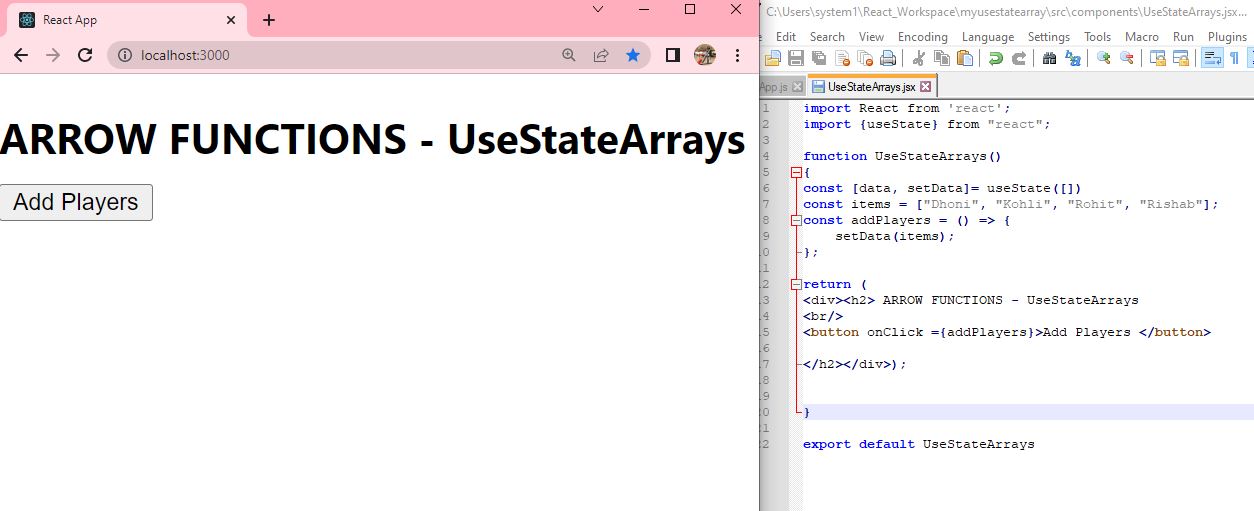 React App
localhost:3000
ARROW FUNCTIONS - UseStateArrays
Add Players
C:\Users\system1\React_Workspace\myusestatearray\src\components\UseStateArrays.jsx...
Edit Search View Encoding Language Settings Tools Macro Run Plugins
App.js UseStateArrays.jsx
1 import React from 'react';
2 import {useState} from "react";
3
4 function UseStateArrays()
5 {
6 const [data, setData]= useState([])
7 const items = ["Dhoni", "Kohli", "Rohit", "Rishab"];
8 const addPlayers = () => {
9 setData(items);
0 };
1
2 return (
3 <div><h2> ARROW FUNCTIONS - UseStateArrays
4 <br/>
5 <button onClick ={addPlayers}>Add Players </button>
6
7 </h2></div>);
8
9
0 }
1
2 export default UseStateArrays